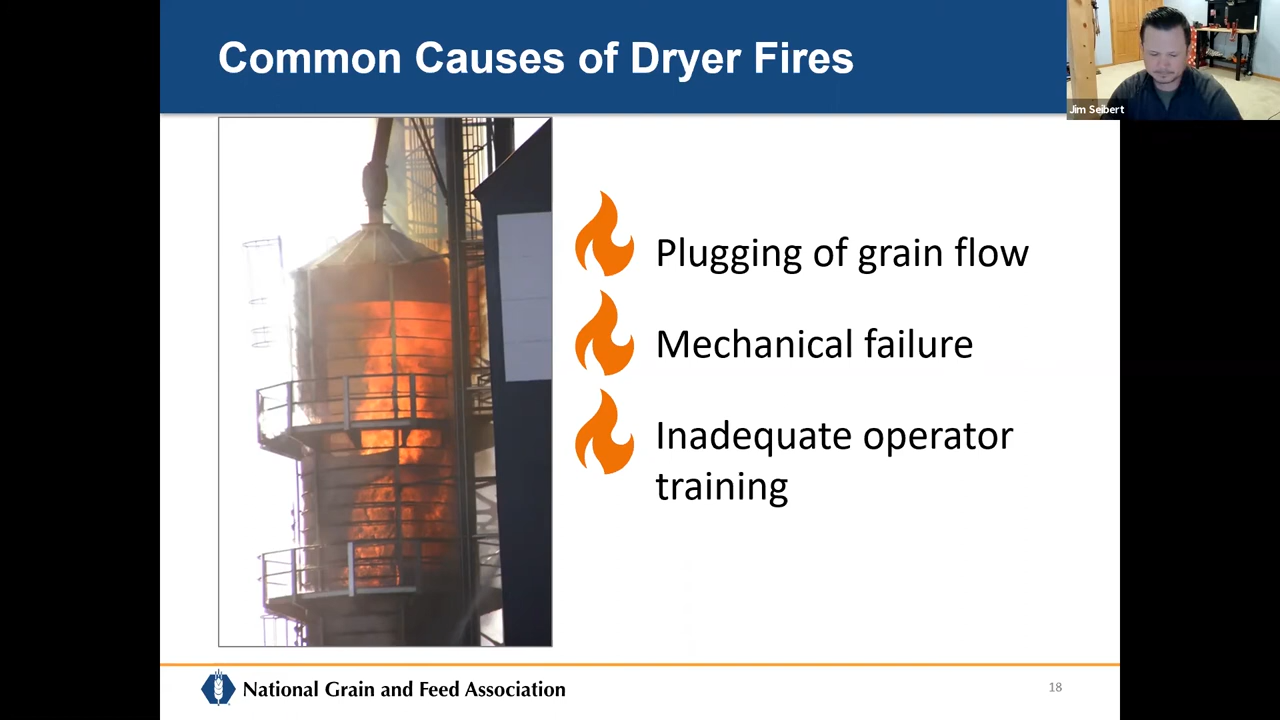 Common Causes of Dryer Fires
Jim Seibert
Plugging of grain flow
Mechanical failure
Inadequate operator
training
National Grain and Feed Association
18